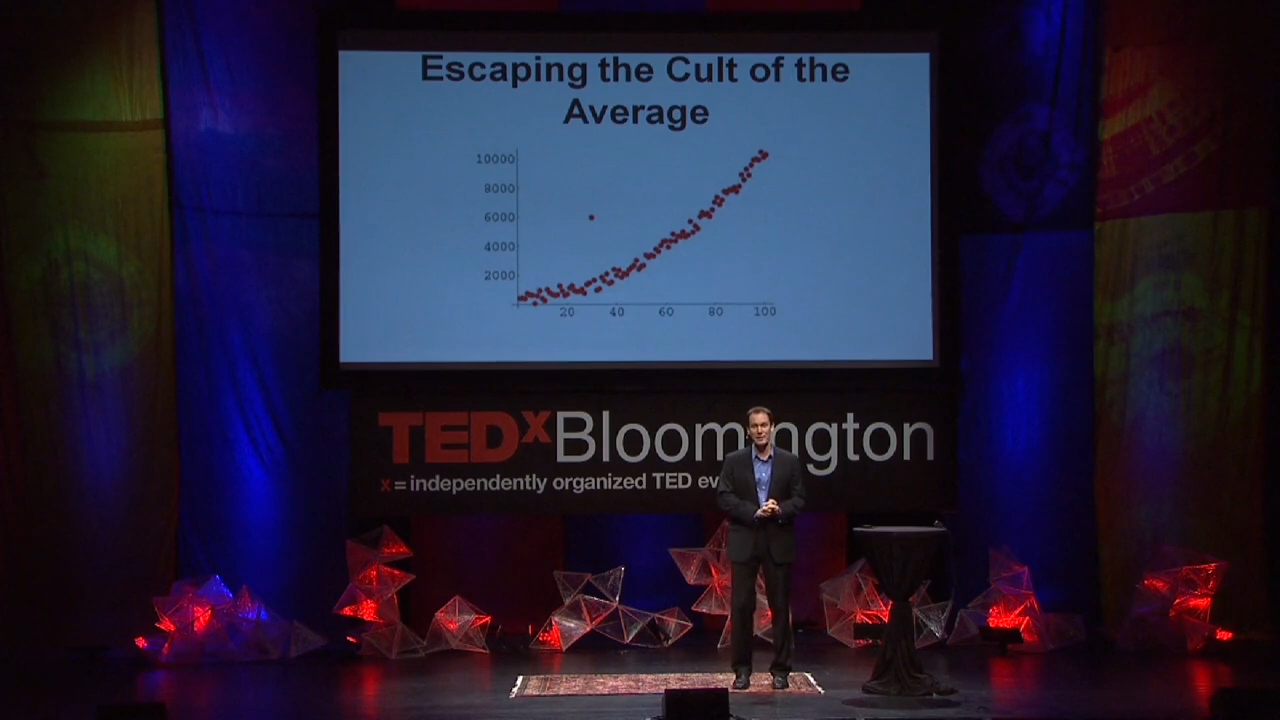 Escaping the Cult of the
Average
10000
8000
6000
4000
2000
20 40 60 80 100
TEDxBloomington
x = independently organized TED